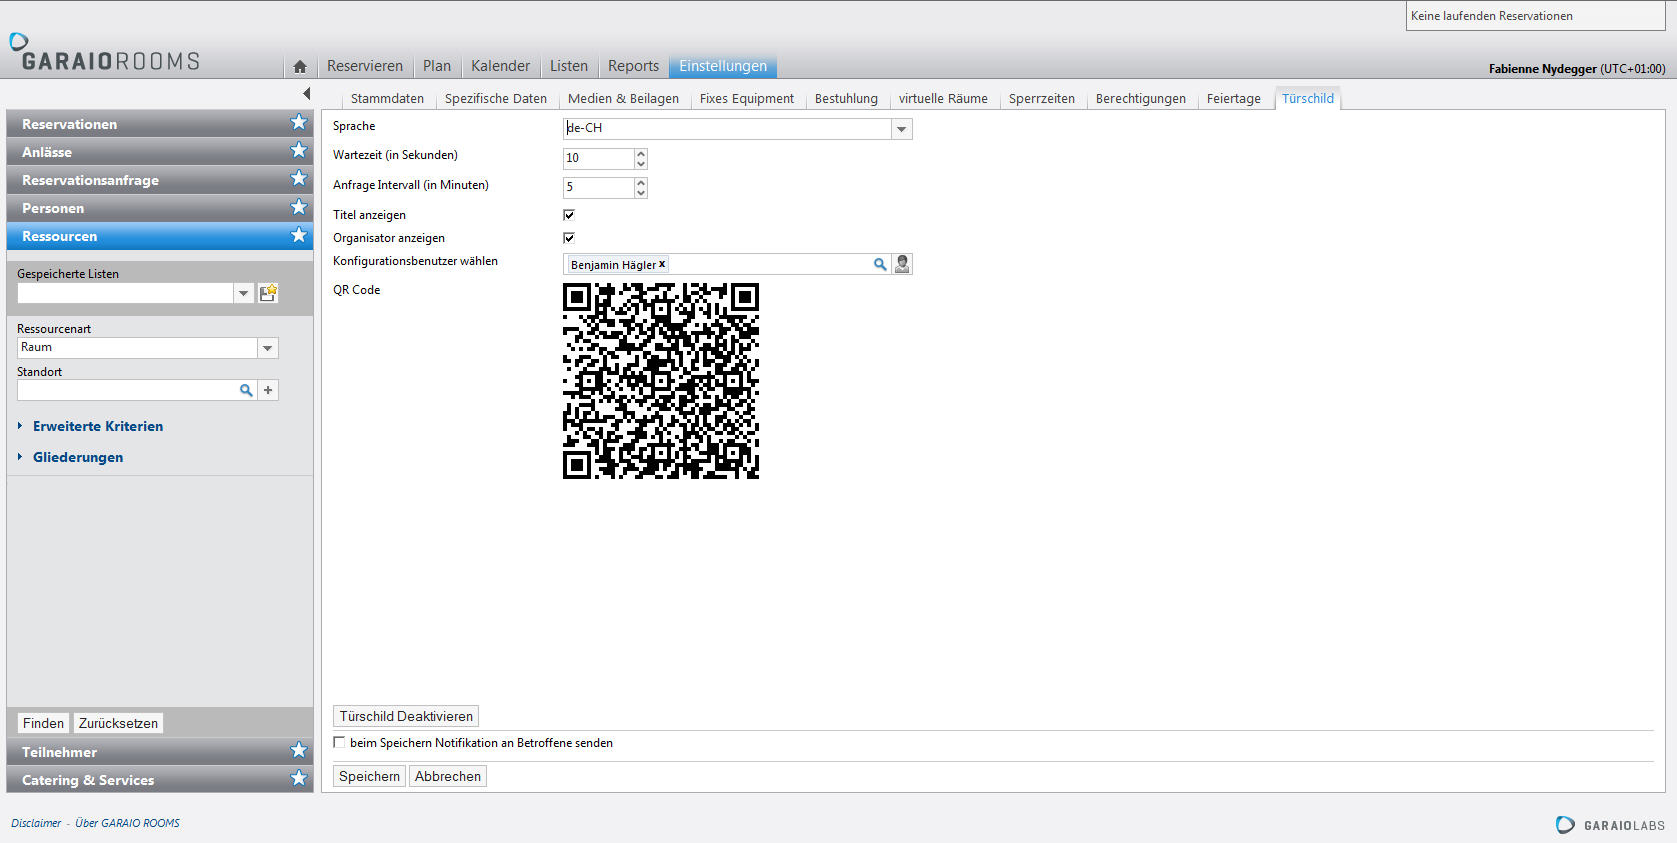 Keine laufenden Reservationen
GARAIOROOMS
Reservieren Plan Kalender Listen Reports Einstellungen
Fabienne Nydegger (UTC+01:00)
Stammdaten Spezifische Daten Medien & Beilagen Fixes Equipment Bestuhlung virtuelle Räume Sperrzeiten Berechtigungen Feiertage Türschild
Reservationen
Anlässe
Reservationsanfrage
Personen
Ressourcen
Gespeicherte Listen
Ressourcenart
Raum
Standort
Erweiterte Kriterien
Gliederungen
Finden Zurücksetzen
Teilnehmer
Catering & Services
Sprache de-CH
Wartezeit (in Sekunden) 10
Anfrage Intervall (in Minuten) 5
Titel anzeigen
Organisator anzeigen
Konfigurationsbenutzer wählen Benjamin Hägler x
QR Code
Türschild Deaktivieren
beim Speichern Notifikation an Betroffene senden
Speichern Abbrechen
Disclaimer - Über GARAIO ROOMS
GARAIOLABS